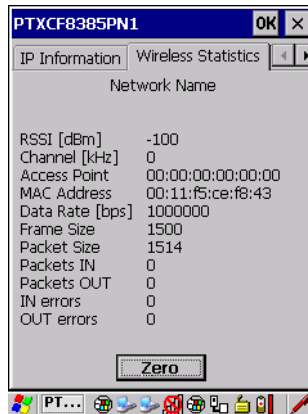 PTXCF8385PN1 OK ×
IP Information Wireless Statistics
Network Name
RSSI [dBm] -100
Channel [kHz] 0
Access Point 00:00:00:00:00:00
MAC Address 00:11:f5:ce:f8:43
Data Rate [bps] 1000000
Frame Size 1500
Packet Size 1514
Packets IN 0
Packets OUT 0
IN errors 0
OUT errors 0
Zero
PT...